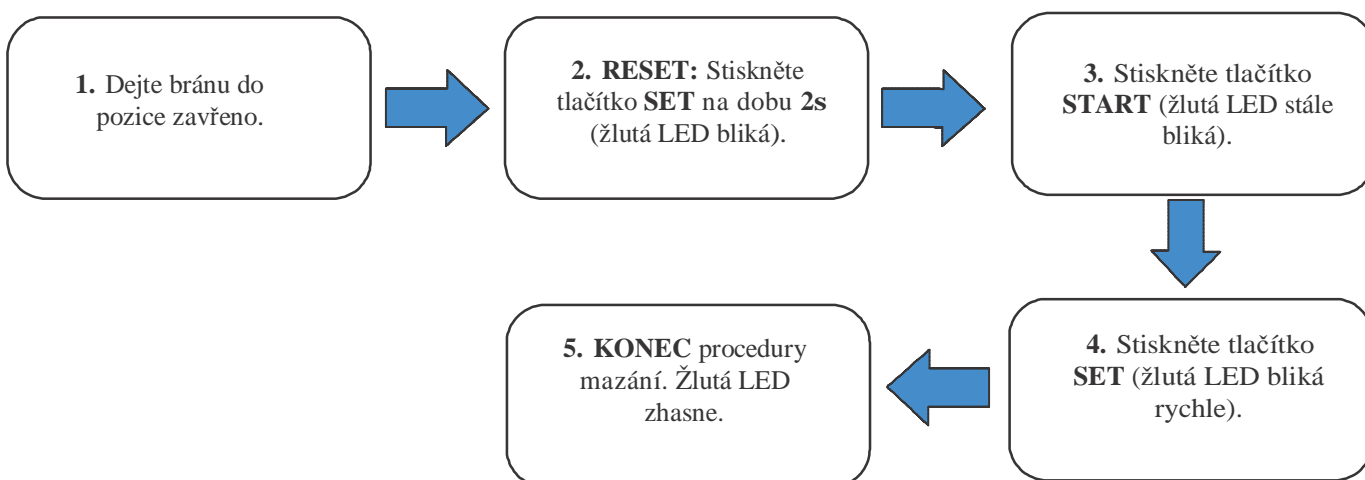 1. Dejte bránu do
pozice zavřeno.
2. RESET: Stiskněte
tlačítko SET na dobu 2s
(žlutá LED bliká).
3. Stiskněte tlačítko
START (žlutá LED stále
bliká).
4. Stiskněte tlačítko
SET (žlutá LED bliká
rychle).
5. KONEC procedury
mazání. Žlutá LED
zhasne.